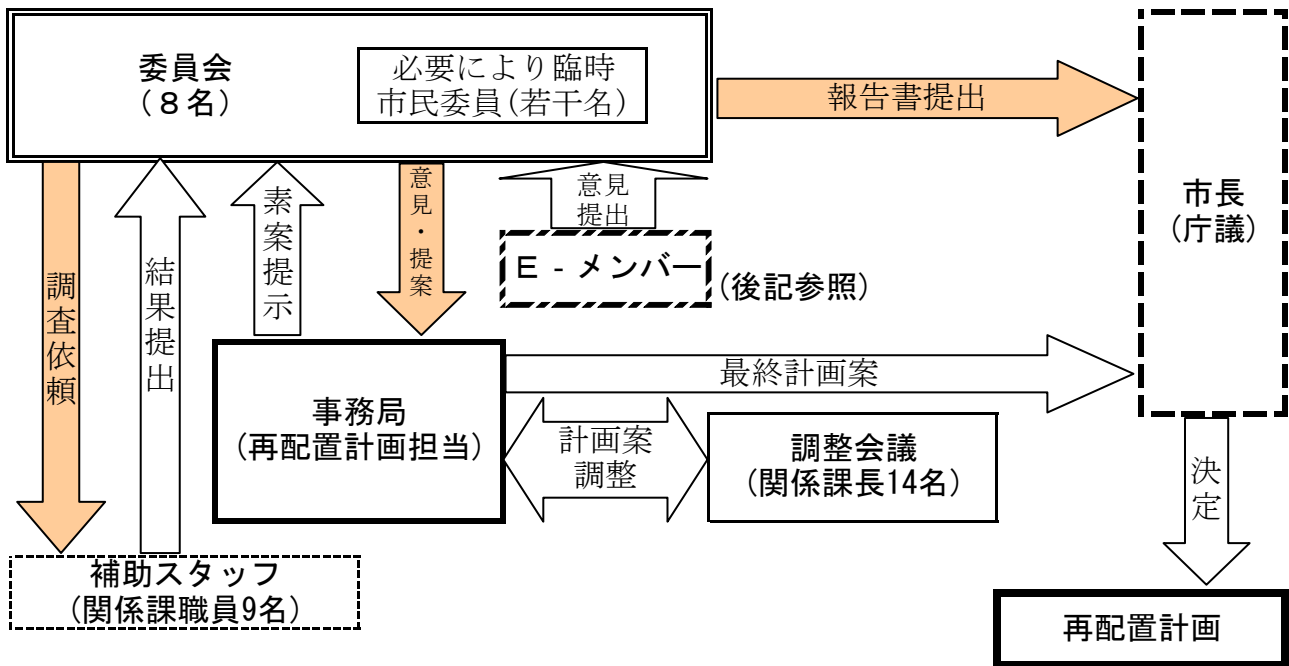 委員会
（８名）
必要により臨時
市民委員(若干名)
報告書提出
市長
(庁議)
調査依頼
結果提出
素案提示
意見・提案
意見
提出
Ｅ‐メンバー
(後記参照)
最終計画案
事務局
(再配置計画担当)
計画案
調整
調整会議
(関係課長14名)
決定
補助スタッフ
(関係課職員9名)
再配置計画